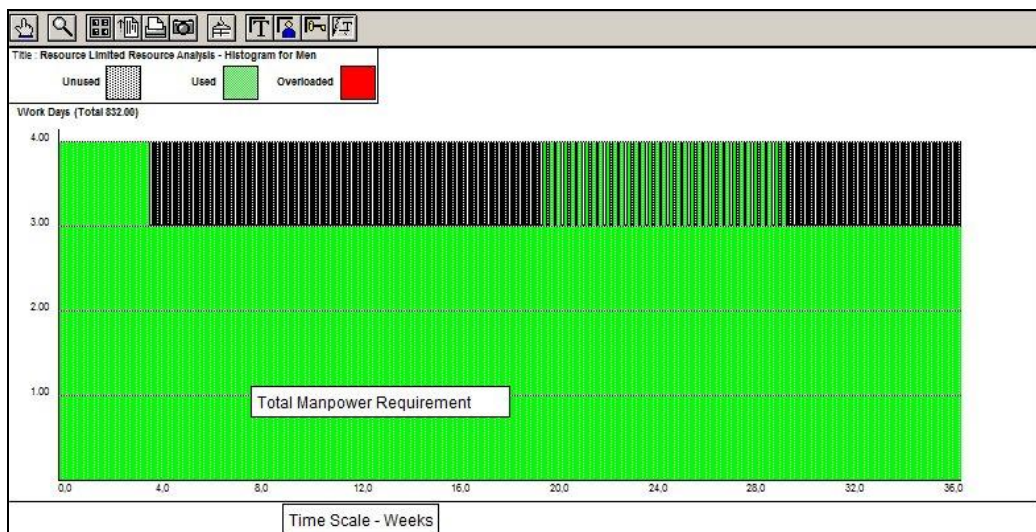 Title : Resource Limited Resource Analysis - Histogram for Men
Unused Used Overloaded
Work Days (Total 832.00)
4.00
3.00
2.00
1.00
Total Manpower Requirement
0,0 4,0 8,0 12,0 16,0 20,0 24,0 28,0 32,0 36,0
Time Scale - Weeks